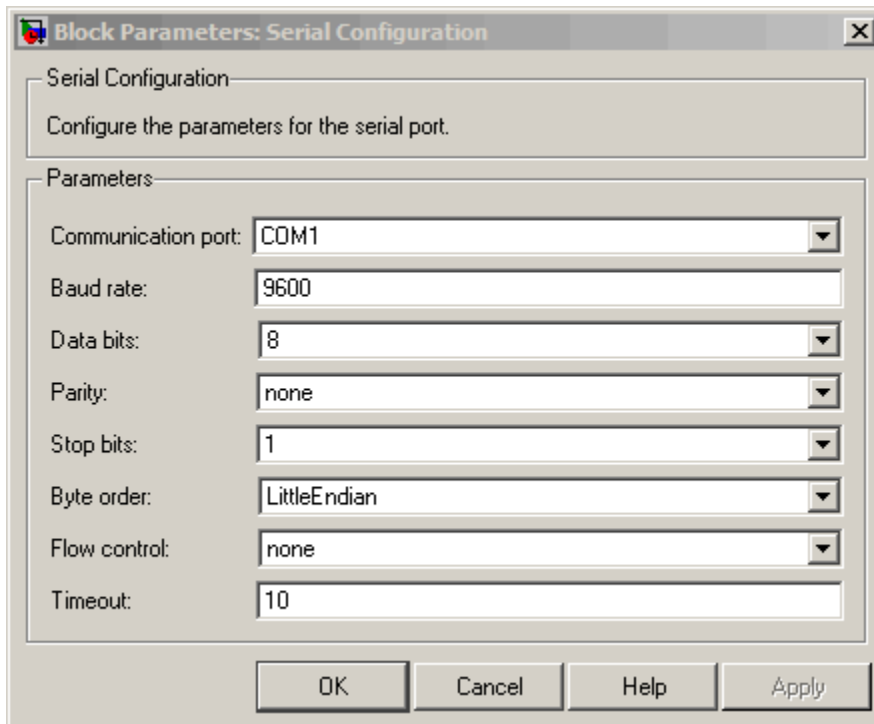 Block Parameters: Serial Configuration
Serial Configuration
Configure the parameters for the serial port.
Parameters
Communication port: COM1
Baud rate: 9600
Data bits: 8
Parity: none
Stop bits: 1
Byte order: LittleEndian
Flow control: none
Timeout: 10
OK Cancel Help Apply